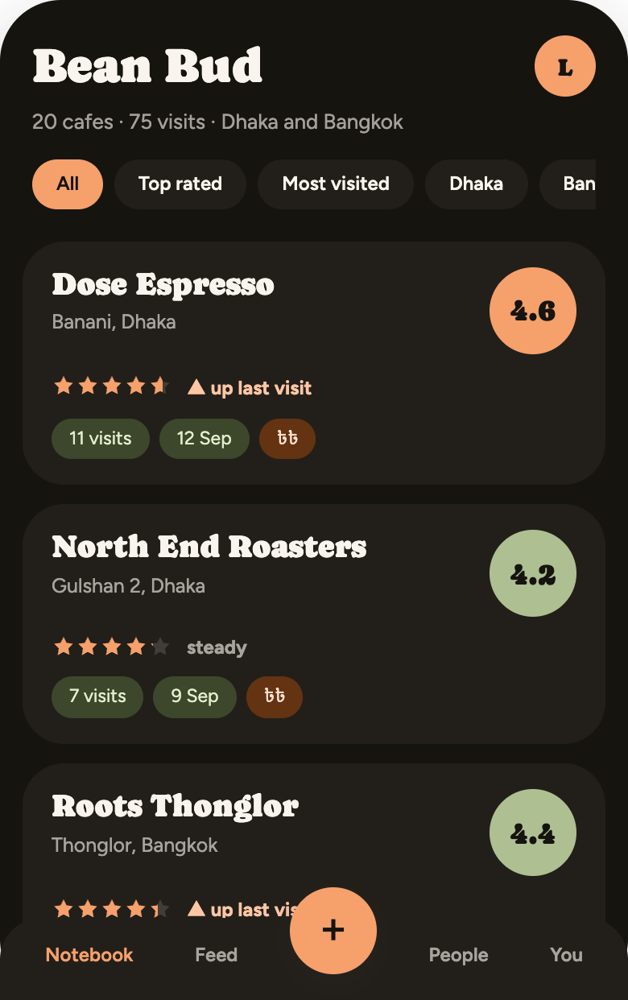 Bean Bud
L
20 cafes · 75 visits · Dhaka and Bangkok
All Top rated Most visited Dhaka Ban
Dose Espresso
Banani, Dhaka
4.6
▲ up last visit
11 visits 12 Sep ৳৳
North End Roasters
Gulshan 2, Dhaka
4.2
steady
7 visits 9 Sep ৳৳
Roots Thonglor
Thonglor, Bangkok
4.4
▲ up last vis
+
Notebook Feed People You